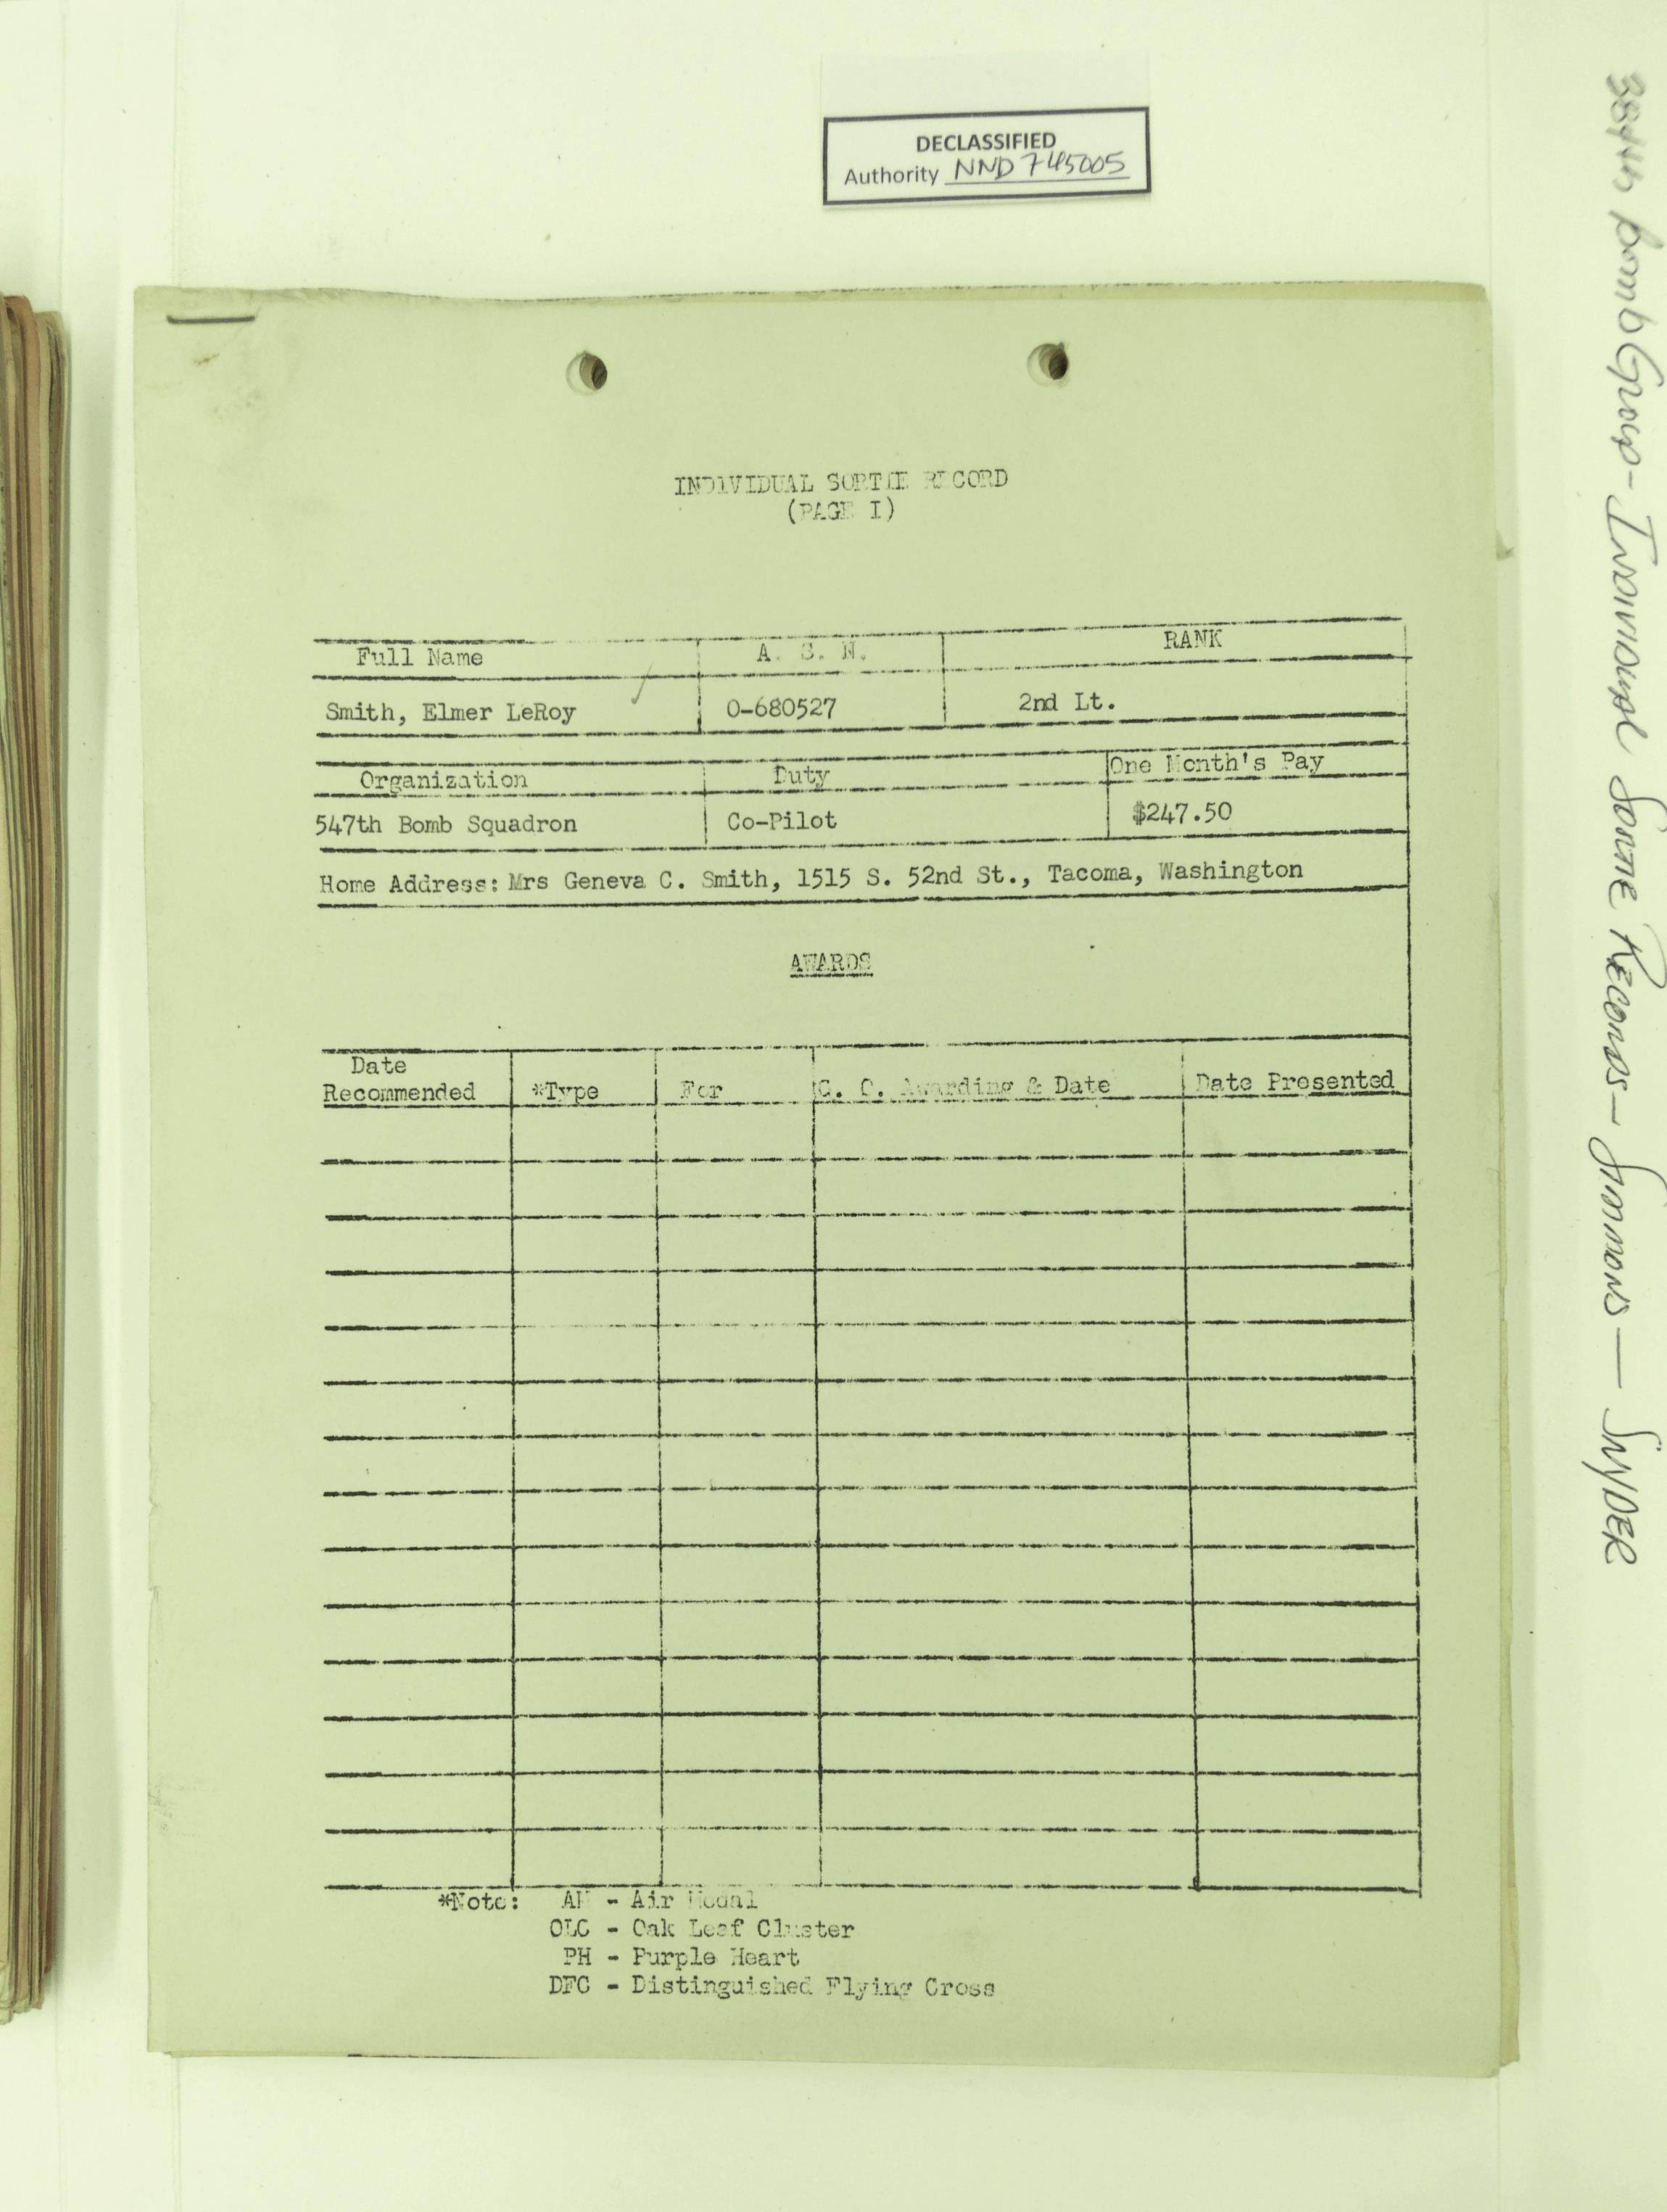 DECLASSIFIED
Authority NND 745005
INDIVIDUAL SORTIE RECORD
(PAGE I)
Full Name A. S. N. RANK
Smith, Elmer LeRoy O-680527 2nd Lt.
Organization Duty One Month's Pay
547th Bomb Squadron Co-Pilot $247.50
Home Address: Mrs Geneva C. Smith, 1515 S. 52nd St., Tacoma, Washington
AWARDS
Date
Recommended *Type For G. O. Awarding & Date Date Presented
*Note: AM - Air Medal
OLC - Oak Leaf Cluster
PH - Purple Heart
DFC - Distinguished Flying Cross
384th Bomb Group - Individual Sortie Records - Simmons - Snyder